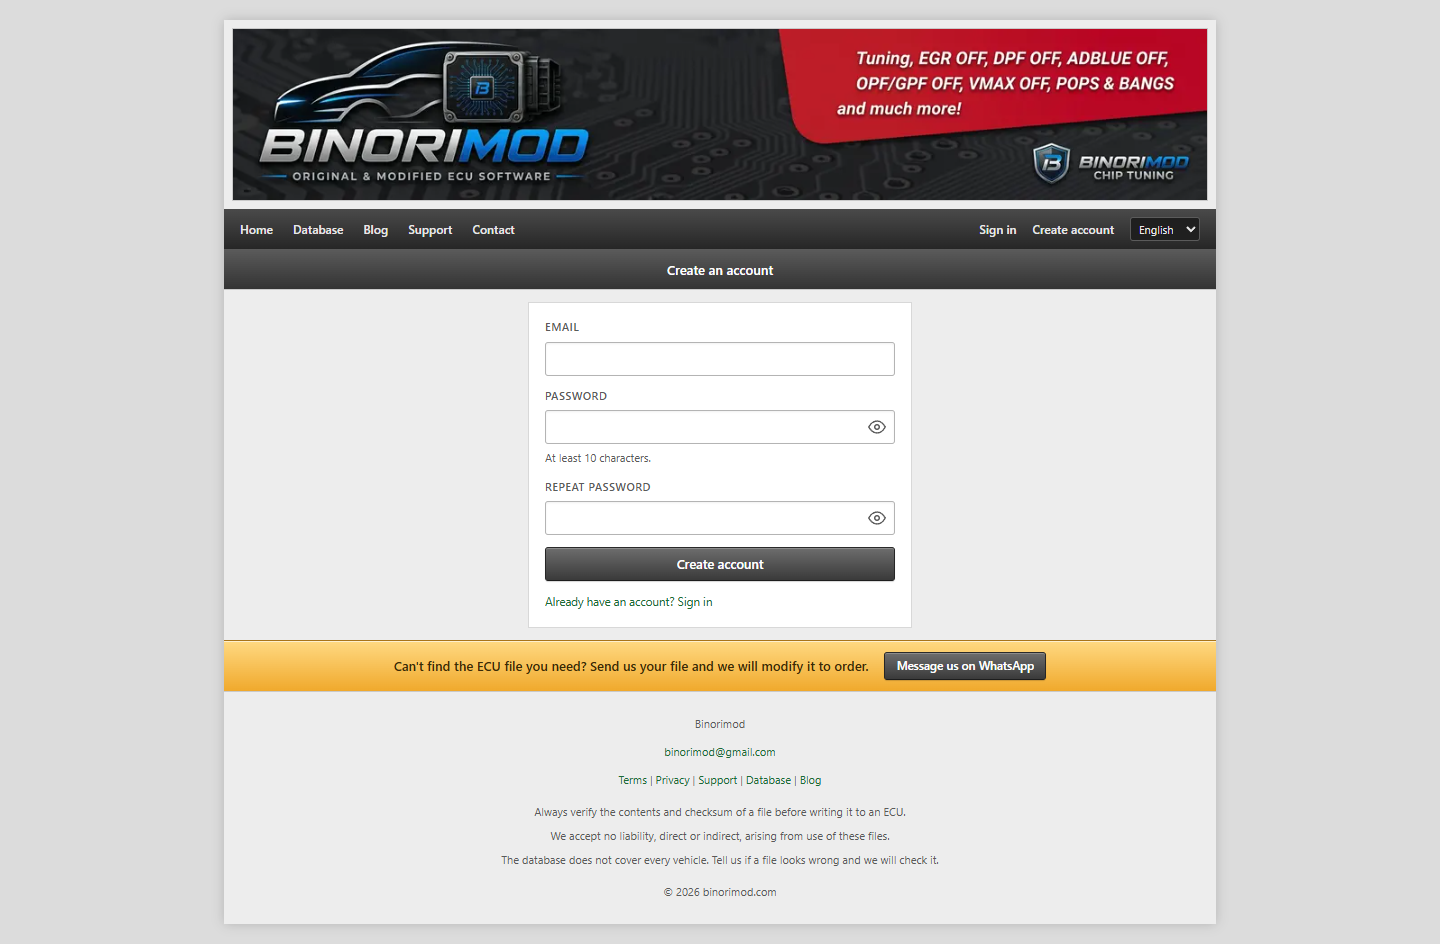 Tuning, EGR OFF, DPF OFF, ADBLUE OFF,
OPF/GPF OFF, VMAX OFF, POPS & BANGS
and much more!
B
BINORIMOD
ORIGINAL & MODIFIED ECU SOFTWARE
B
BINORIMOD
CHIP TUNING
Home Database Blog Support Contact Sign in Create account English
Create an account
EMAIL
PASSWORD
At least 10 characters.
REPEAT PASSWORD
Create account
Already have an account? Sign in
Can't find the ECU file you need? Send us your file and we will modify it to order. Message us on WhatsApp
Binorimod
binorimod@gmail.com
Terms | Privacy | Support | Database | Blog
Always verify the contents and checksum of a file before writing it to an ECU.
We accept no liability, direct or indirect, arising from use of these files.
The database does not cover every vehicle. Tell us if a file looks wrong and we will check it.
© 2026 binorimod.com